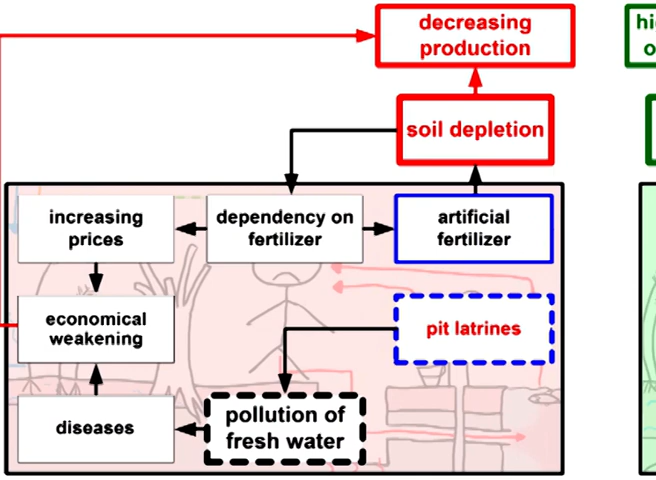 decreasing
production
soil depletion
increasing
prices
dependency on
fertilizer
artificial
fertilizer
economical
weakening
pit latrines
diseases
pollution of
fresh water